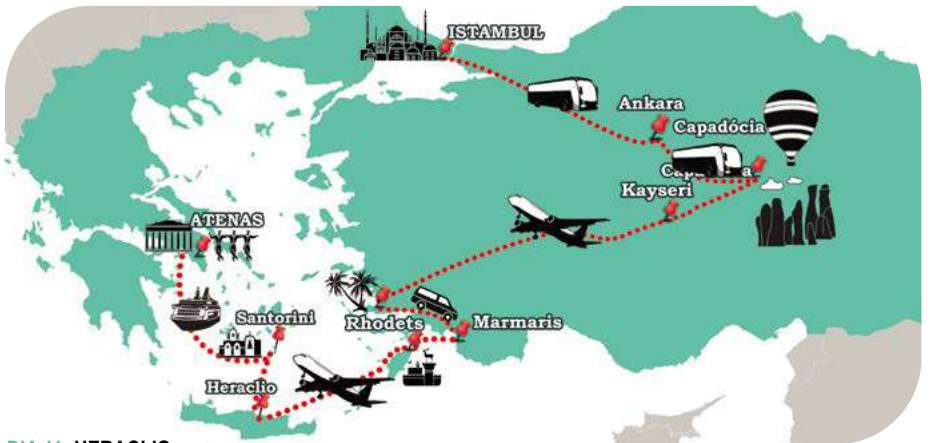 ISTAMBUL
Ankara
Capadócia
Kayseri
ATENAS
Santorini
Rhodets
Marmaris
Heraclio